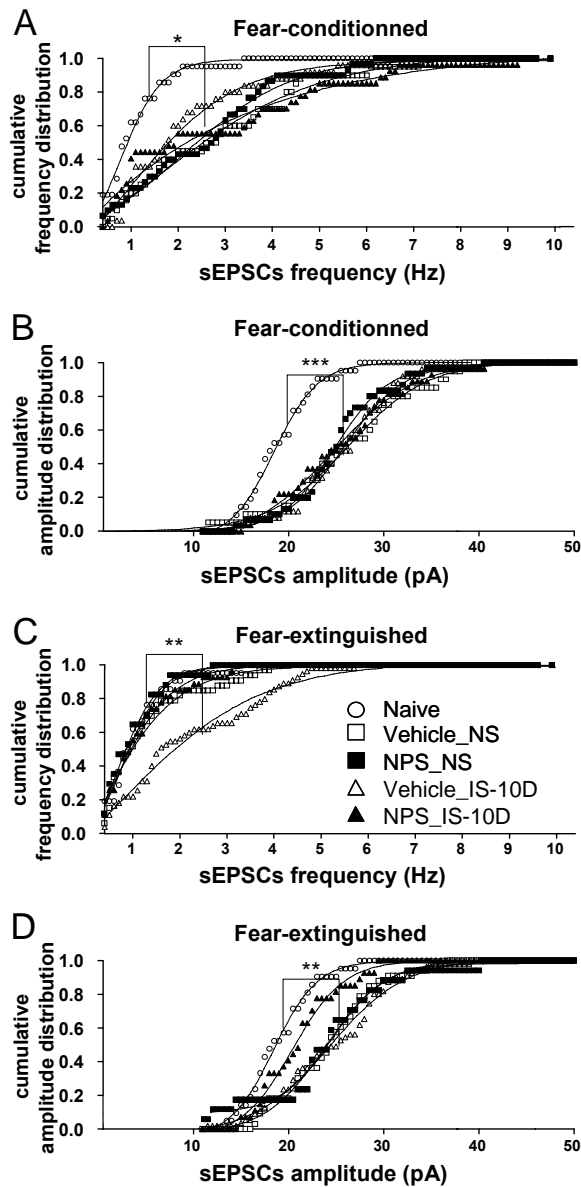 A
Fear-conditionned
*
cumulative
frequency distribution
1.0
0.8
0.6
0.4
0.2
0.0
1 2 3 4 5 6 7 8 9 10
sEPSCs frequency (Hz)
B
Fear-conditionned
***
cumulative
amplitude distribution
1.0
0.8
0.6
0.4
0.2
0.0
10 20 30 40 50
sEPSCs amplitude (pA)
C
Fear-extinguished
**
cumulative
frequency distribution
1.0
0.8
0.6
0.4
0.2
0.0
Naive
Vehicle_NS
NPS_NS
Vehicle_IS-10D
NPS_IS-10D
1 2 3 4 5 6 7 8 9 10
sEPSCs frequency (Hz)
D
Fear-extinguished
**
cumulative
amplitude distribution
1.0
0.8
0.6
0.4
0.2
0.0
10 20 30 40 50
sEPSCs amplitude (pA)